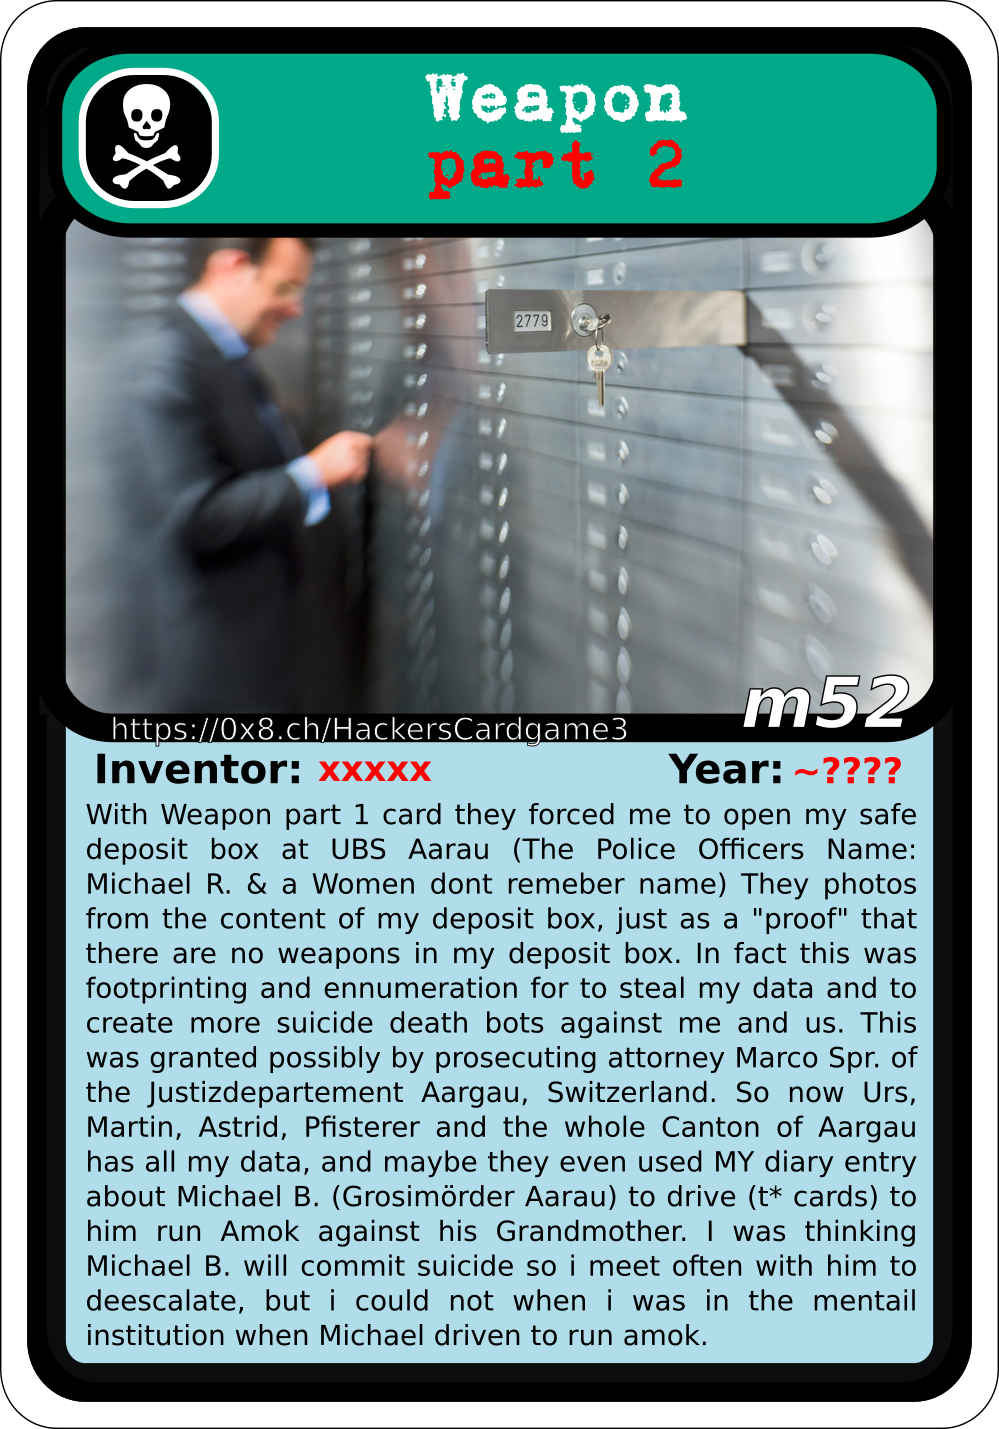 Weapon
part 2
2779
m52
https://0x8.ch/HackersCardgame3
Inventor: xxxxx Year: ~????
With Weapon part 1 card they forced me to open my safe
deposit box at UBS Aarau (The Police Officers Name:
Michael R. & a Women dont remeber name) They photos
from the content of my deposit box, just as a "proof" that
there are no weapons in my deposit box. In fact this was
footprinting and ennumeration for to steal my data and to
create more suicide death bots against me and us. This
was granted possibly by prosecuting attorney Marco Spr. of
the Justizdepartement Aargau, Switzerland. So now Urs,
Martin, Astrid, Pfisterer and the whole Canton of Aargau
has all my data, and maybe they even used MY diary entry
about Michael B. (Grosimörder Aarau) to drive (t* cards) to
him run Amok against his Grandmother. I was thinking
Michael B. will commit suicide so i meet often with him to
deescalate, but i could not when i was in the mentail
institution when Michael driven to run amok.